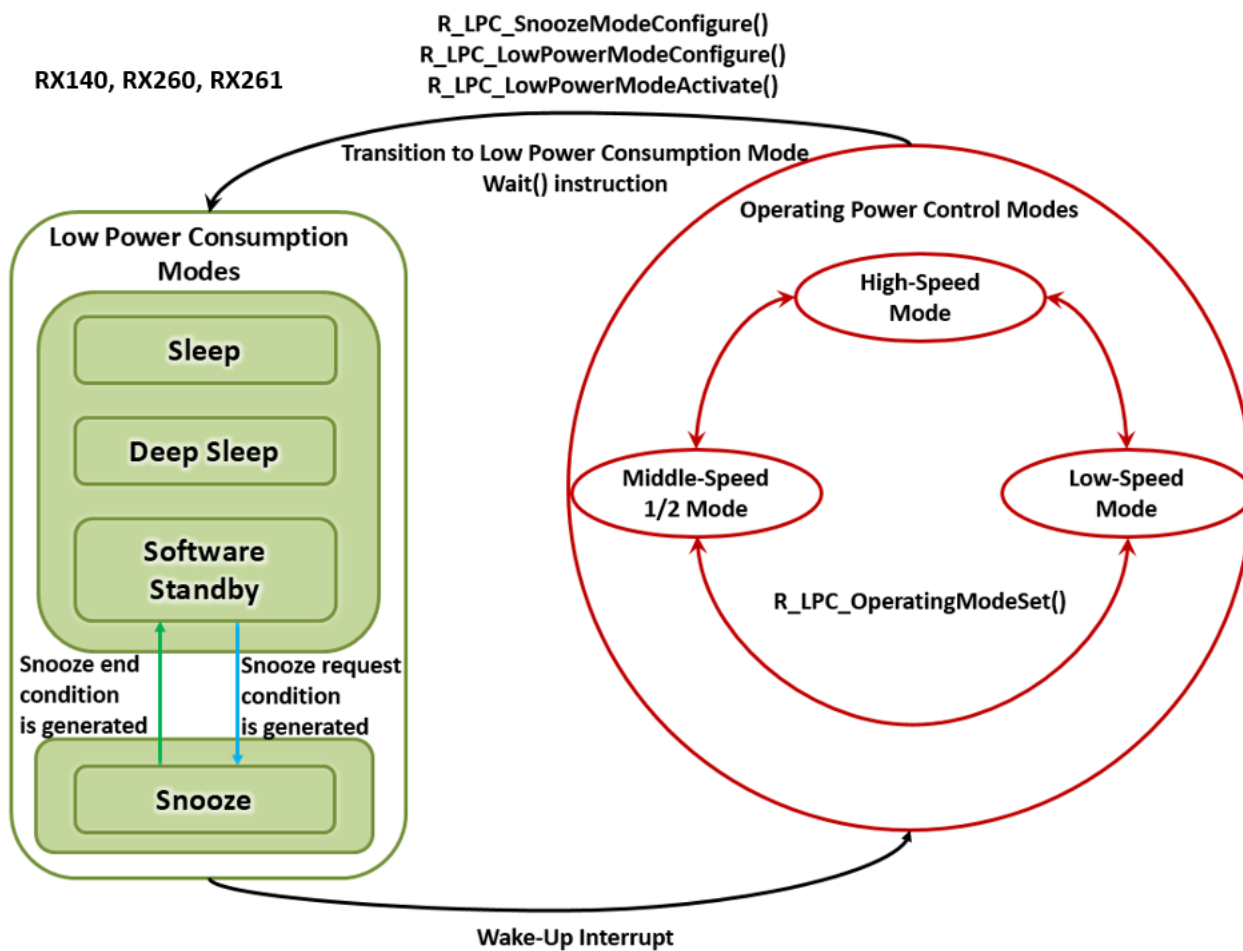 R_LPC_SnoozeModeConfigure()
R_LPC_LowPowerModeConfigure()
R_LPC_LowPowerModeActivate()
RX140, RX260, RX261
Transition to Low Power Consumption Mode
Wait() instruction
Low Power Consumption
Modes
Sleep
Deep Sleep
Software
Standby
Snooze end
condition
is generated
Snooze request
condition
is generated
Snooze
Operating Power Control Modes
High-Speed
Mode
Middle-Speed
1/2 Mode
Low-Speed
Mode
R_LPC_OperatingModeSet()
Wake-Up Interrupt